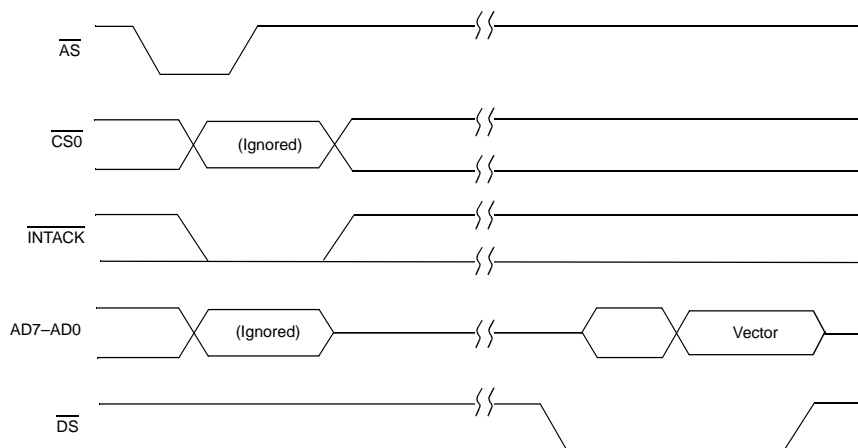 AS
CS0
(Ignored)
INTACK
AD7–AD0
(Ignored)
Vector
DS